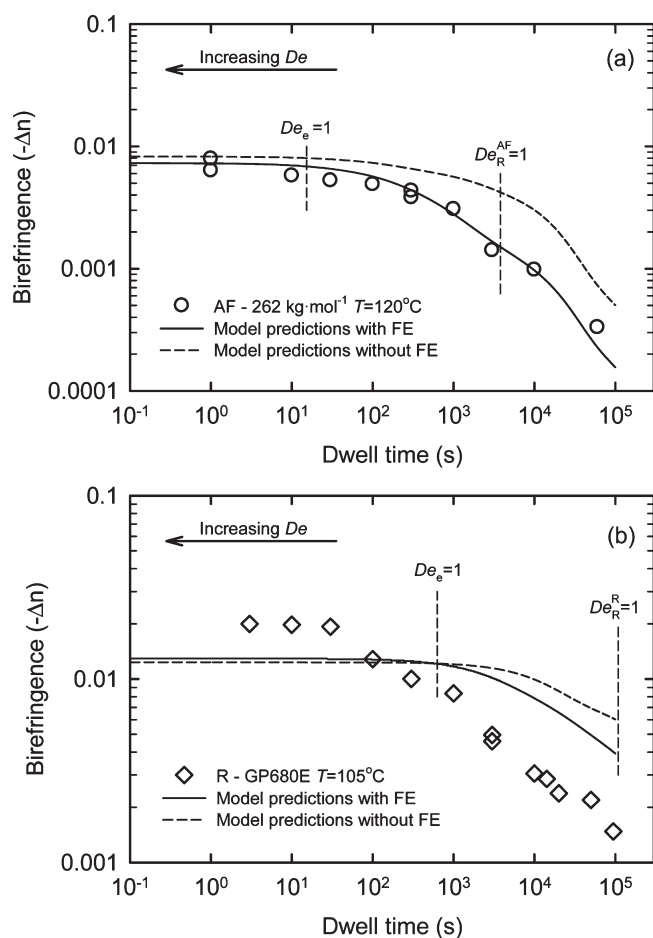 0.1
(a)
Increasing De
De_e=1
De_R^AF=1
0.01
Birefringence (-Δn)
0.001
AF - 262 kg·mol⁻¹ T=120°C
Model predictions with FE
Model predictions without FE
0.0001
10⁻¹ 10⁰ 10¹ 10² 10³ 10⁴ 10⁵
Dwell time (s)
0.1
(b)
Increasing De
De_e=1
De_R^R=1
Birefringence (-Δn)
0.01
R - GP680E T=105°C
Model predictions with FE
Model predictions without FE
0.001
10⁻¹ 10⁰ 10¹ 10² 10³ 10⁴ 10⁵
Dwell time (s)